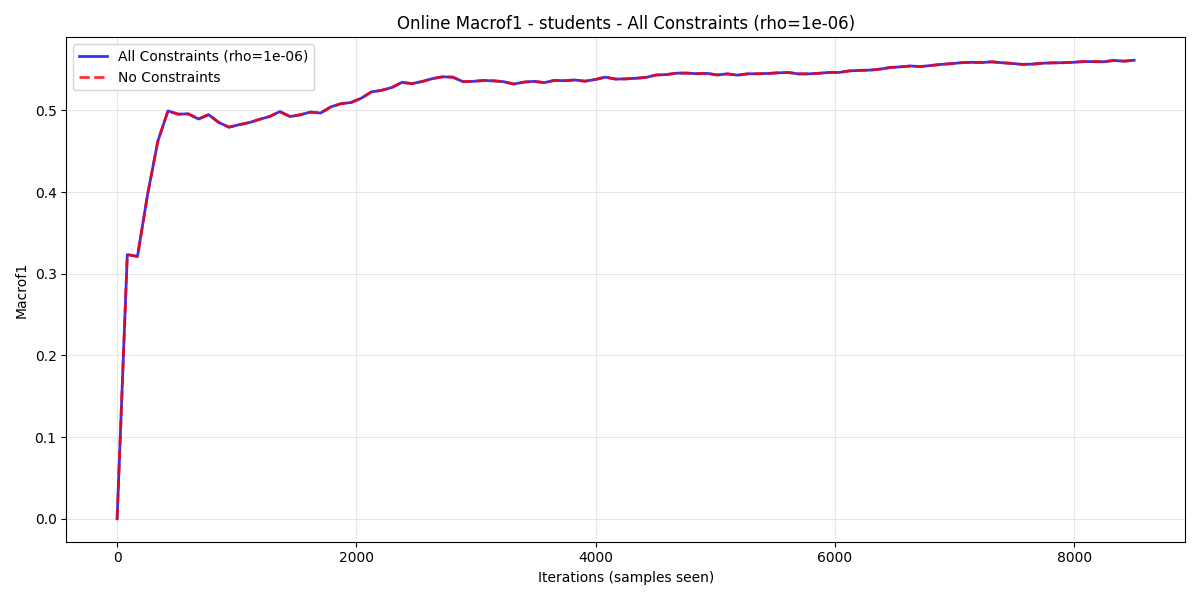 Online Macrof1 - students - All Constraints (rho=1e-06)
All Constraints (rho=1e-06)
No Constraints
Macrof1
0.5
0.4
0.3
0.2
0.1
0.0
0 2000 4000 6000 8000
Iterations (samples seen)